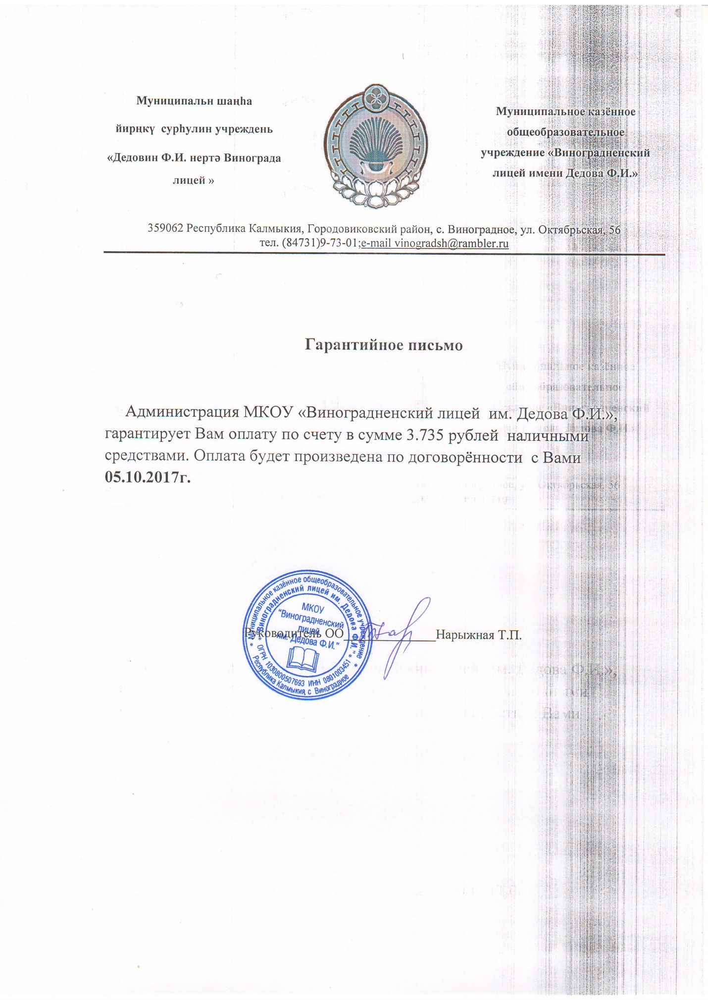 Муниципальн шаңһа
йирңкү сурһулин учреждень
«Дедовин Ф.И. нертә Винограда
лицей »
Муниципальное казённое
общеобразовательное
учреждение «Виноградненский
лицей имени Дедова Ф.И.»
359062 Республика Калмыкия, Городовиковский район, с. Виноградное, ул. Октябрьская, 56
тел. (84731)9-73-01;e-mail vinogradsh@rambler.ru
Гарантийное письмо
Администрация МКОУ «Виноградненский лицей им. Дедова Ф.И.»,
гарантирует Вам оплату по счету в сумме 3.735 рублей наличными
средствами. Оплата будет произведена по договорённости с Вами
05.10.2017г.
Руководитель ОО______________Нарыжная Т.П.
* Муниципальное казённое общеобразовательное учреждение *
Республика Калмыкия, с Виноградное
* "Виноградненский лицей им. Дедова Ф.И." *
ОГРН 1030800507693 ИНН 0801003451
МКОУ
"Виноградненский
лицей
им. Дедова Ф.И."